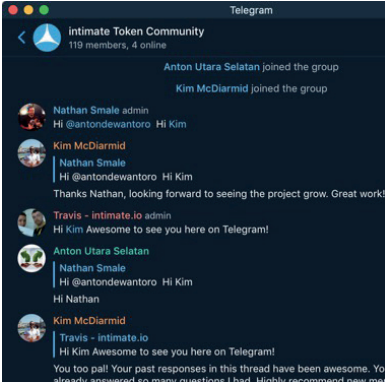 Telegram
intimate Token Community
119 members, 4 online
Anton Utara Selatan joined the group
Kim McDiarmid joined the group
Nathan Smale admin
Hi @antondewantoro Hi Kim
Kim McDiarmid
Nathan Smale
Hi @antondewantoro Hi Kim
Thanks Nathan, looking forward to seeing the project grow. Great work!
Travis - intimate.io admin
Hi Kim Awesome to see you here on Telegram!
Anton Utara Selatan
Nathan Smale
Hi @antondewantoro Hi Kim
Hi Nathan
Kim McDiarmid
Travis - intimate.io
Hi Kim Awesome to see you here on Telegram!
You too pal! Your past responses in this thread have been awesome. Yo
already answered so many questions I had. Highly recommend new me